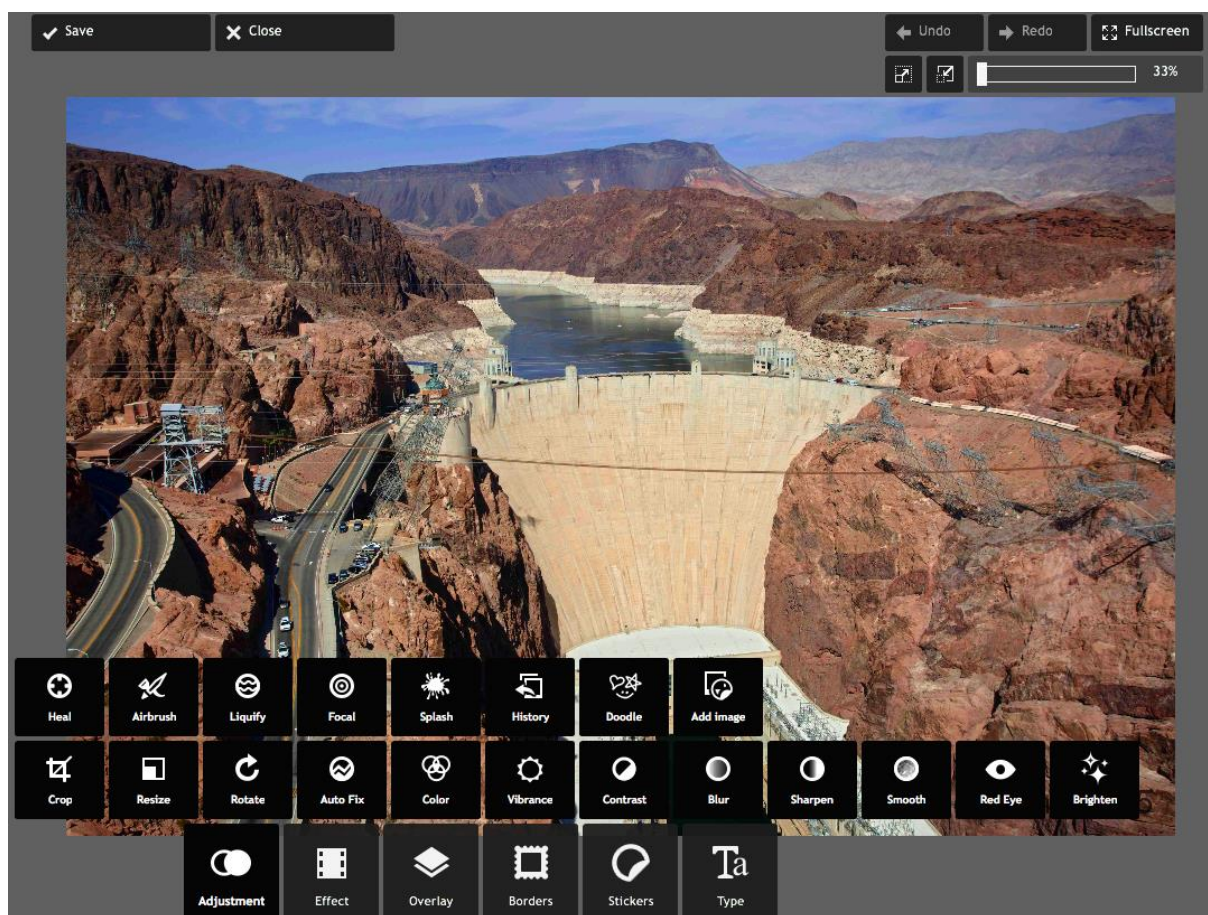 Save
Close
Undo
Redo
Fullscreen
33%
Heal
Airbrush
Liquify
Focal
Splash
History
Doodle
Add image
Crop
Resize
Rotate
Auto Fix
Color
Vibrance
Contrast
Blur
Sharpen
Smooth
Red Eye
Brighten
Adjustment
Effect
Overlay
Borders
Stickers
Ta
Type